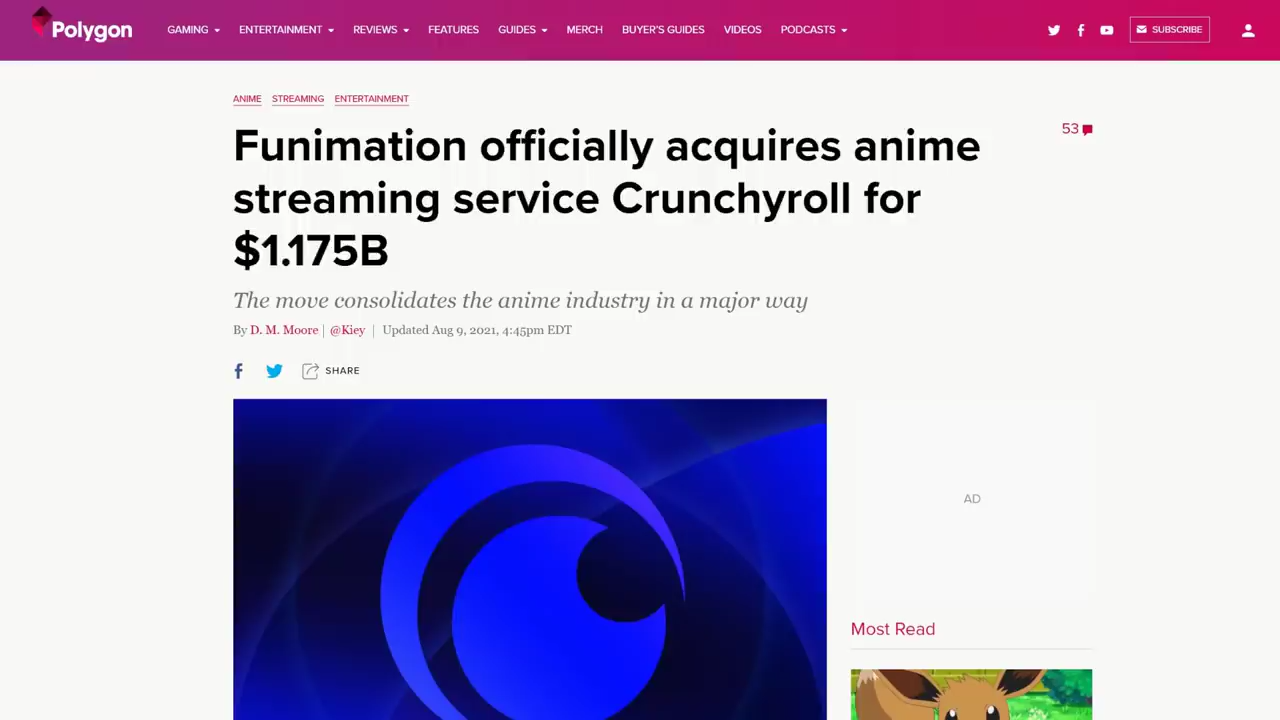 Polygon
GAMING ENTERTAINMENT REVIEWS FEATURES GUIDES MERCH BUYER'S GUIDES VIDEOS PODCASTS SUBSCRIBE
ANIME STREAMING ENTERTAINMENT
53
Funimation officially acquires anime
streaming service Crunchyroll for
$1.175B
The move consolidates the anime industry in a major way
By D. M. Moore | @Kiey | Updated Aug 9, 2021, 4:45pm EDT
SHARE
AD
Most Read